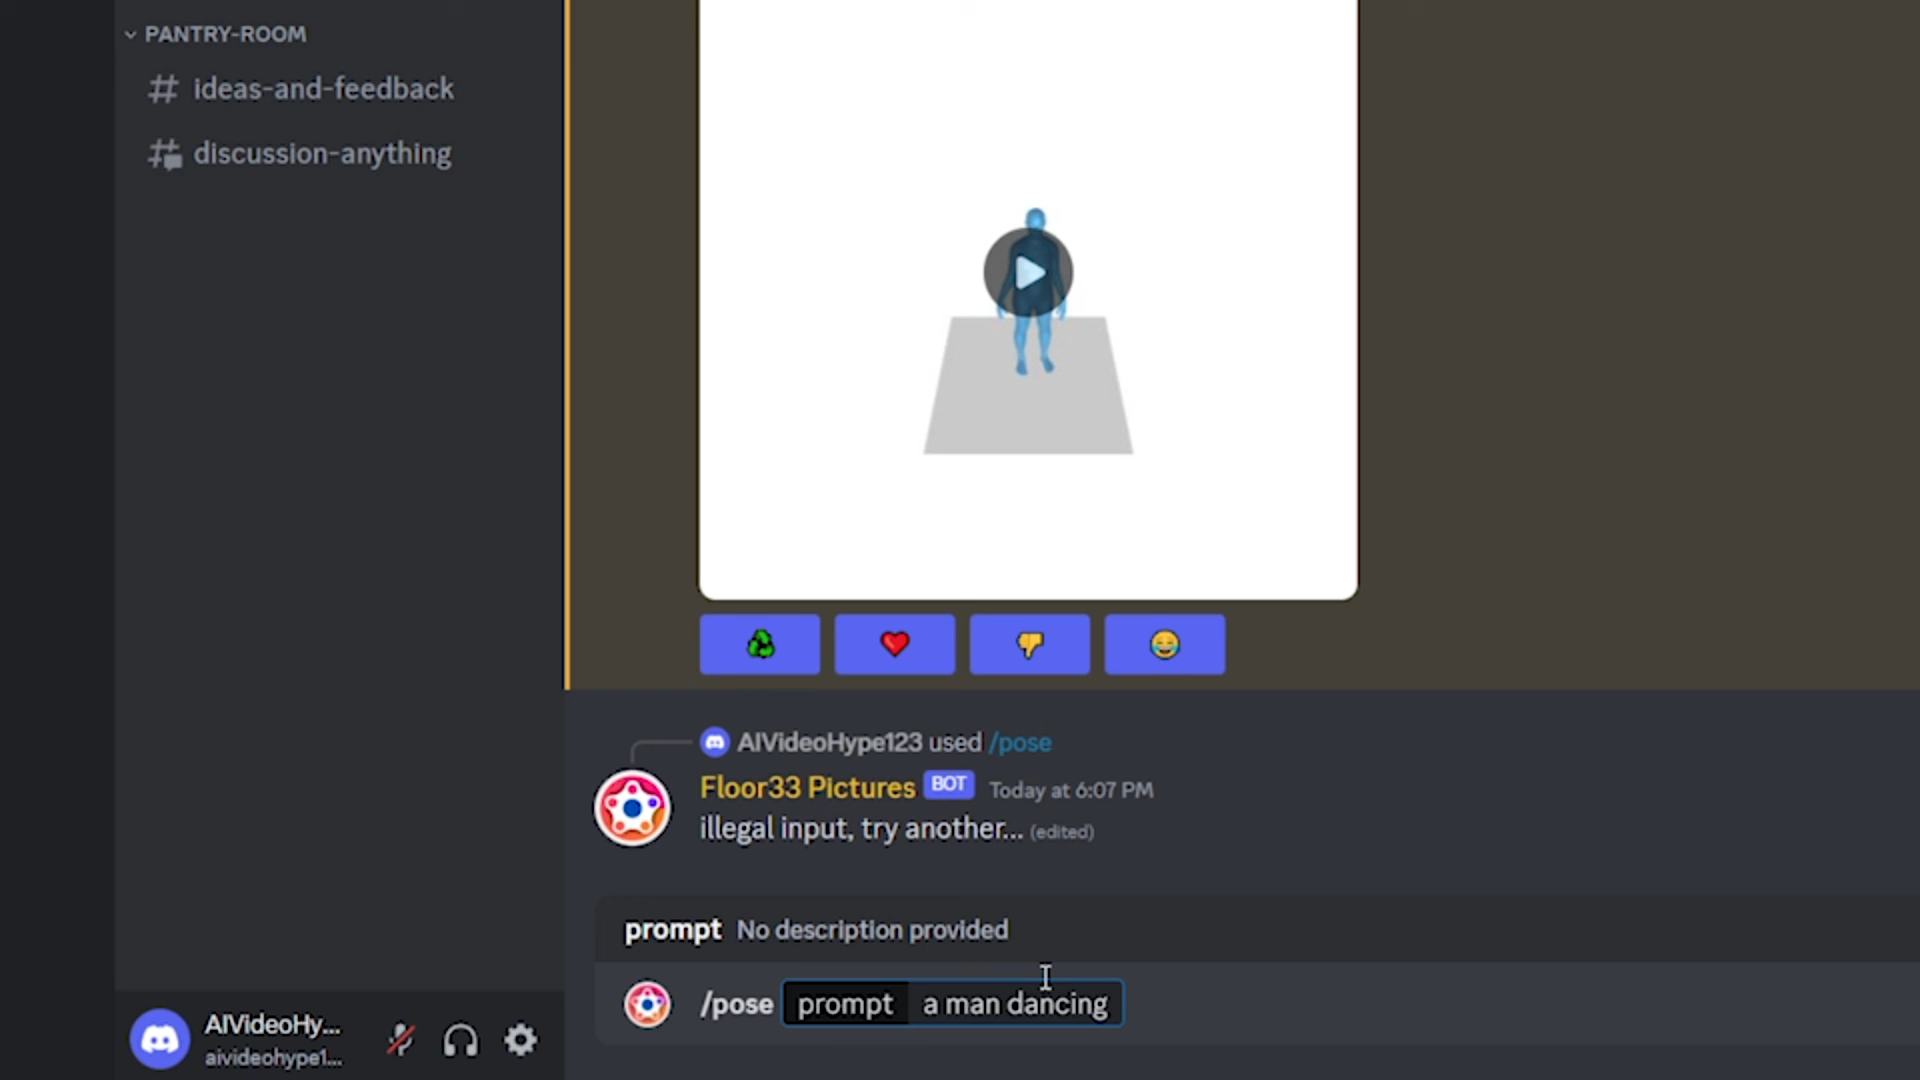 PANTRY-ROOM
ideas-and-feedback
discussion-anything
AIVideoHype123 used /pose
Floor33 Pictures BOT Today at 6:07 PM
illegal input, try another... (edited)
prompt No description provided
/pose prompt a man dancing
AIVideoHy...
aivideohype1...